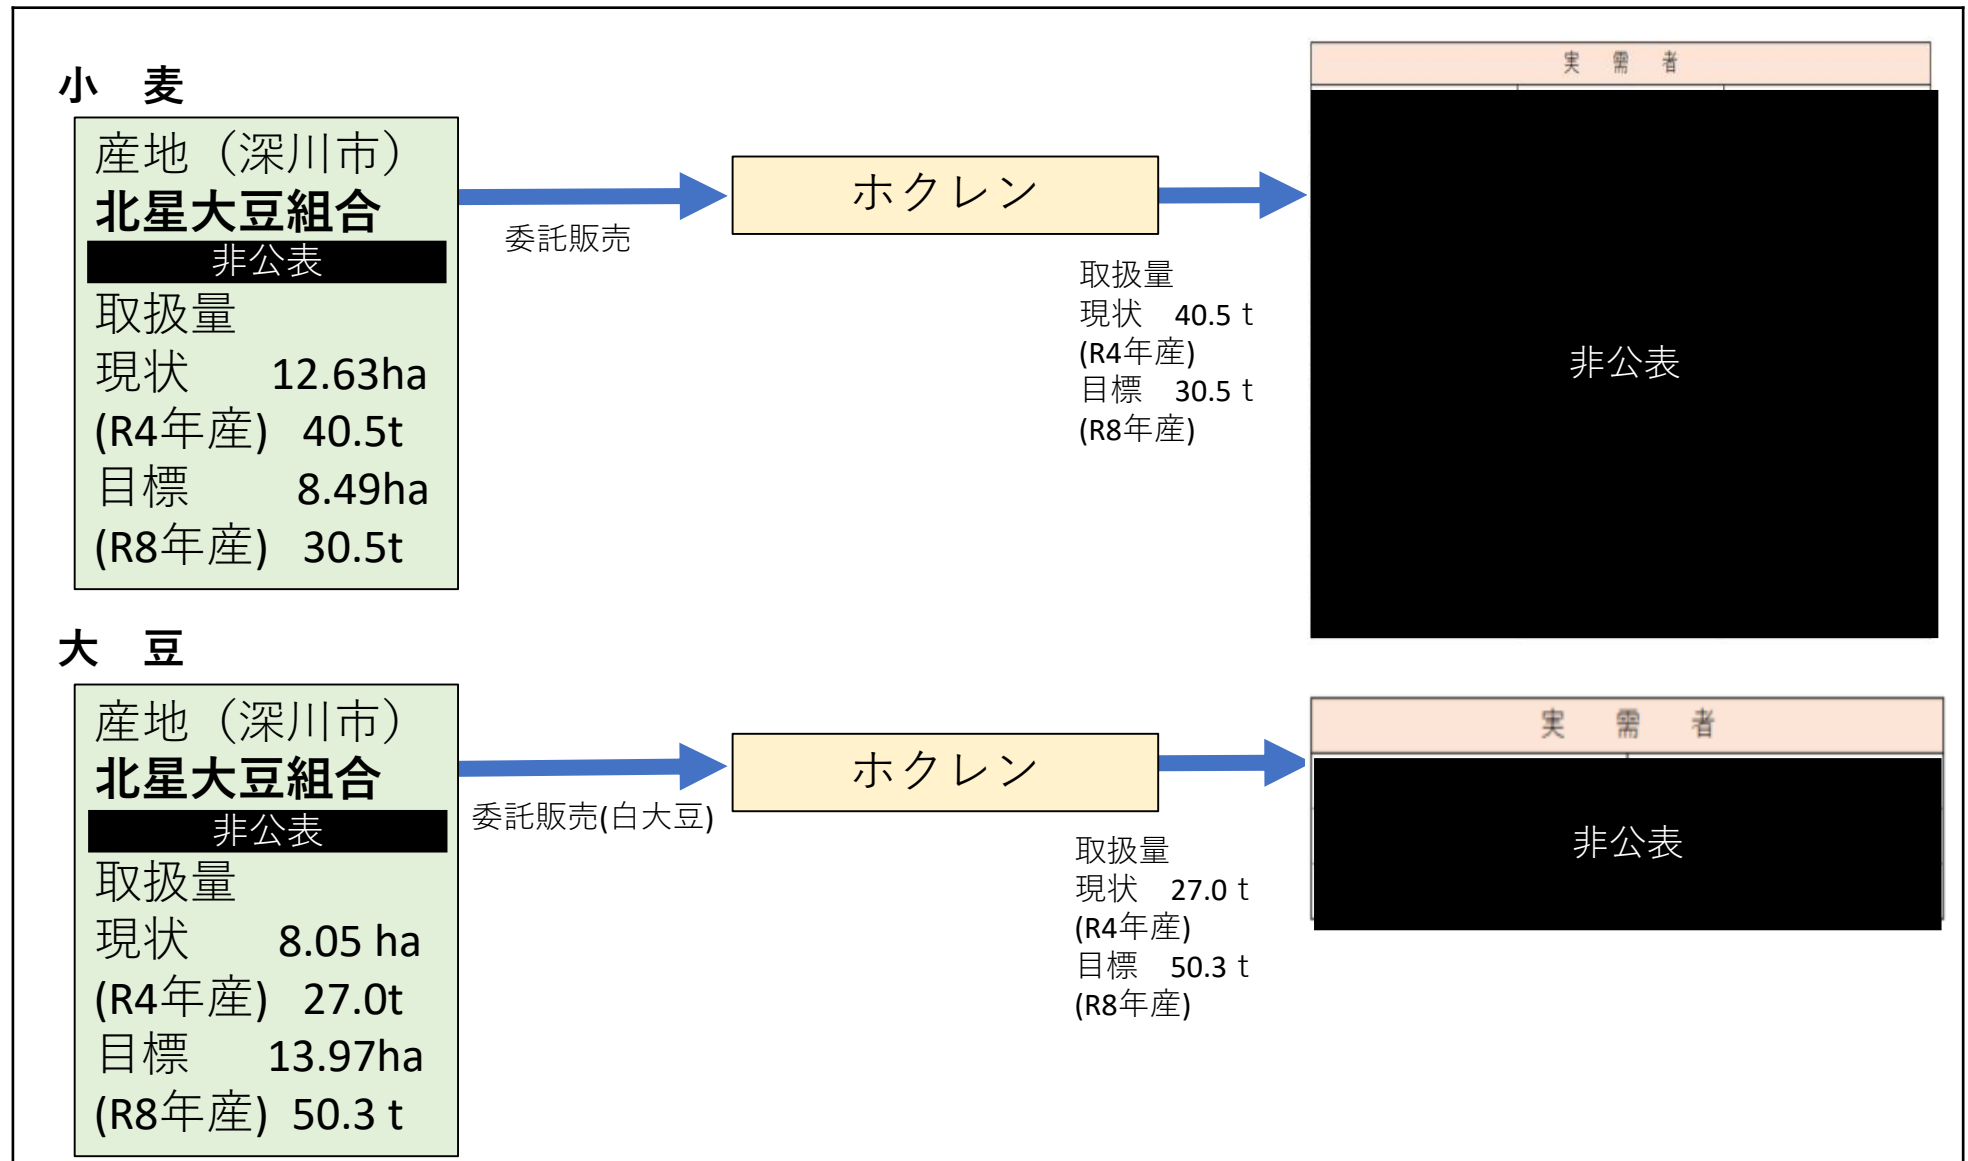 小　麦
産地（深川市）
北星大豆組合
非公表
取扱量
現状　12.63ha
(R4年産) 40.5t
目標　8.49ha
(R8年産) 30.5t
委託販売
ホクレン
取扱量
現状　40.5 t
(R4年産)
目標　30.5 t
(R8年産)
実　需　者
非公表
大　豆
産地（深川市）
北星大豆組合
非公表
取扱量
現状　8.05 ha
(R4年産) 27.0t
目標　13.97ha
(R8年産) 50.3 t
委託販売(白大豆)
ホクレン
取扱量
現状　27.0 t
(R4年産)
目標　50.3 t
(R8年産)
実　需　者
非公表